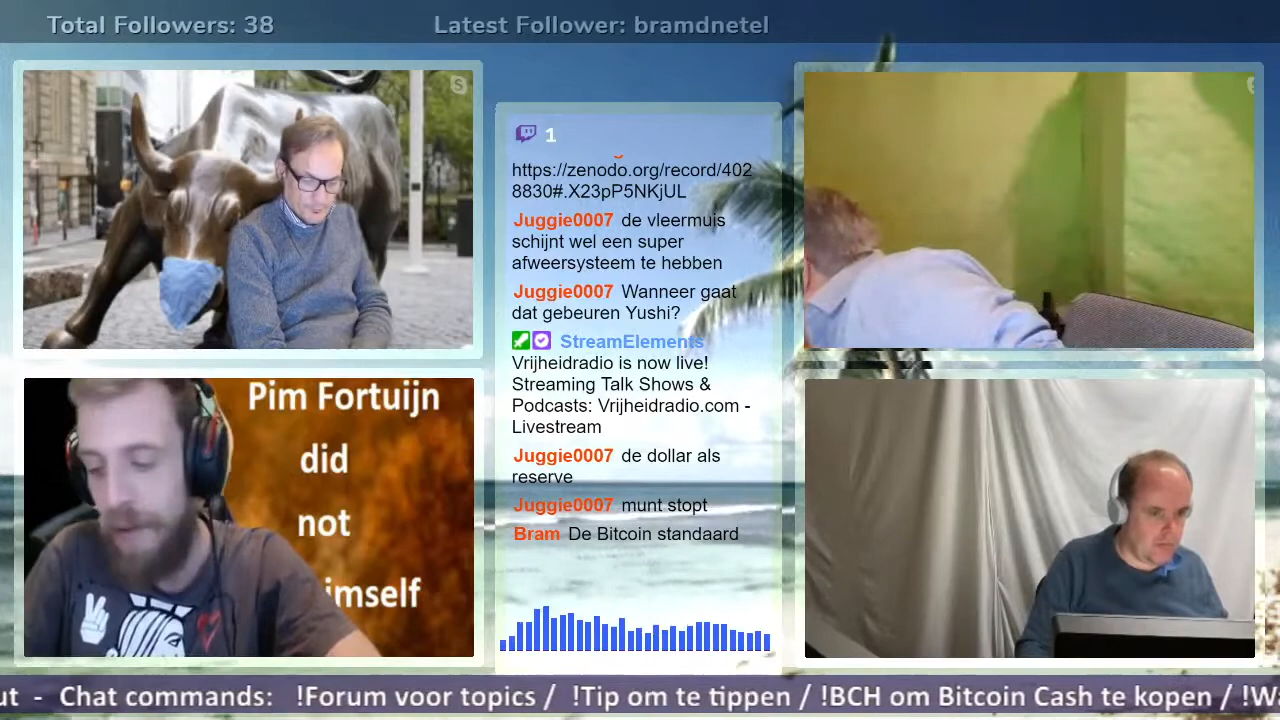 Total Followers: 38
Latest Follower: bramdnetel
1
https://zenodo.org/record/402
8830#.X23pP5NKjUL
Juggie0007 de vleermuis
schijnt wel een super
afweersysteem te hebben
Juggie0007 Wanneer gaat
dat gebeuren Yushi?
StreamElements
Vrijheidradio is now live!
Streaming Talk Shows &
Podcasts: Vrijheidradio.com -
Livestream
Juggie0007 de dollar als
reserve
Juggie0007 munt stopt
Bram De Bitcoin standaard
Pim Fortuijn
did
not
imself
ut - Chat commands: !Forum voor topics / !Tip om te tippen / !BCH om Bitcoin Cash te kopen / !W